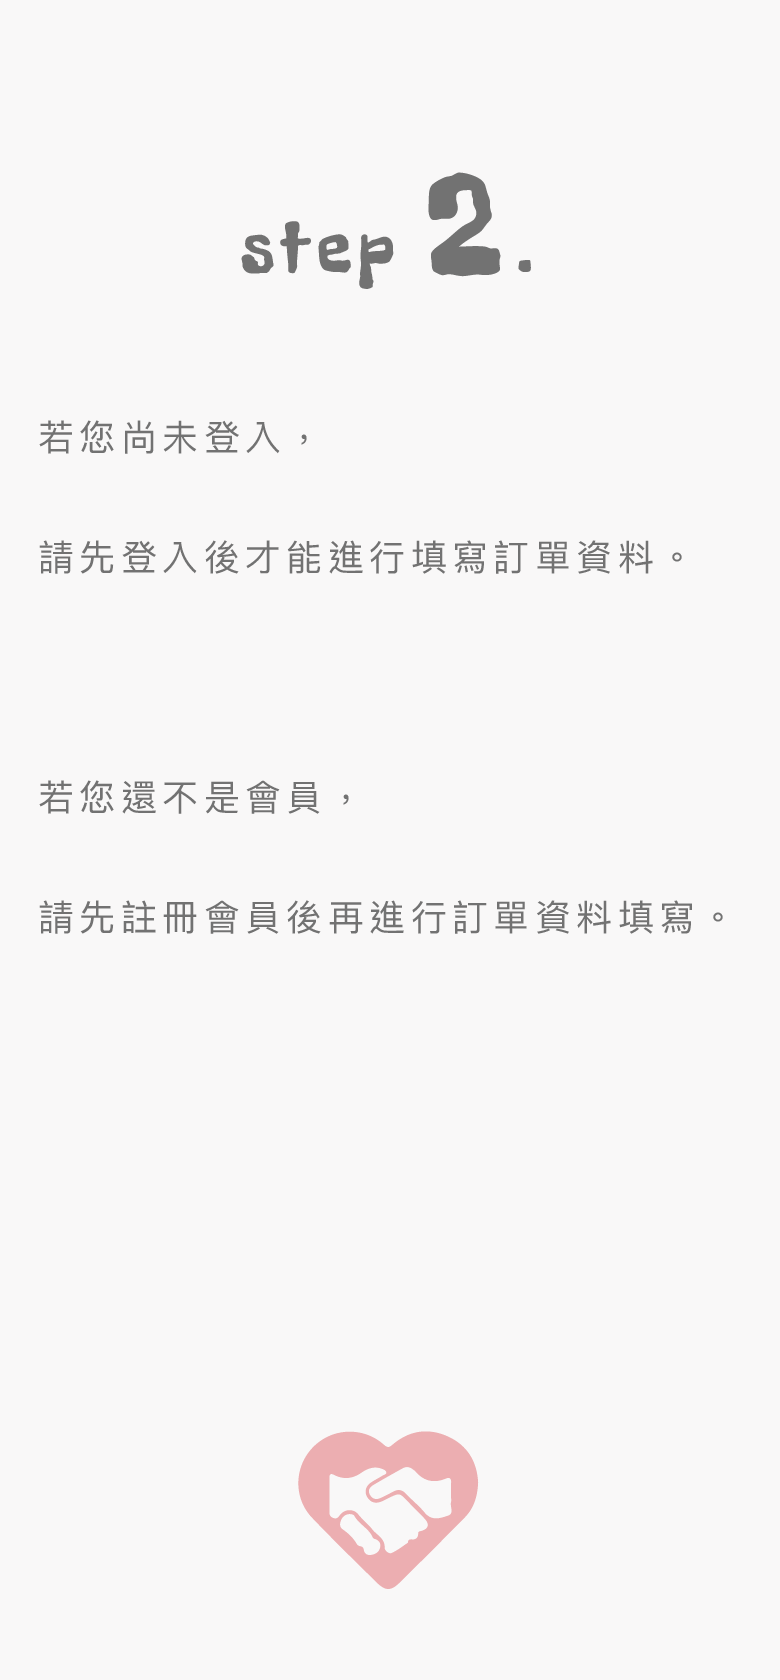 step 2.
若您尚未登入，
請先登入後才能進行填寫訂單資料。
若您還不是會員，
請先註冊會員後再進行訂單資料填寫。